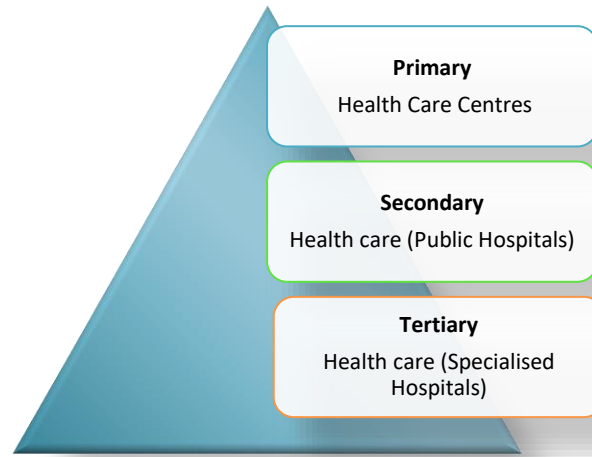 Primary
Health Care Centres
Secondary
Health care (Public Hospitals)
Tertiary
Health care (Specialised
Hospitals)